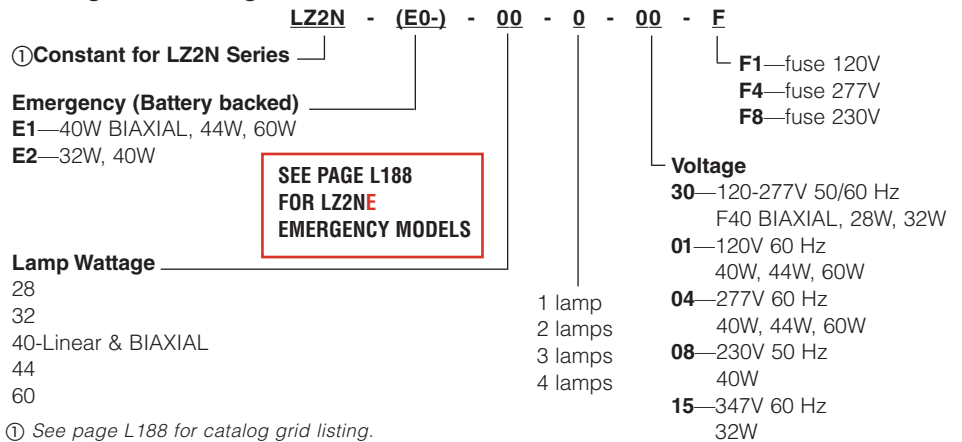 LZ2N - (E0-) - 00 - 0 - 00 - F
①Constant for LZ2N Series
F1—fuse 120V
F4—fuse 277V
F8—fuse 230V
Emergency (Battery backed)
E1—40W BIAXIAL, 44W, 60W
E2—32W, 40W
SEE PAGE L188
FOR LZ2NE
EMERGENCY MODELS
Voltage
30—120-277V 50/60 Hz
F40 BIAXIAL, 28W, 32W
01—120V 60 Hz
40W, 44W, 60W
04—277V 60 Hz
40W, 44W, 60W
08—230V 50 Hz
40W
15—347V 60 Hz
32W
Lamp Wattage
28
32
40-Linear & BIAXIAL
44
60
1 lamp
2 lamps
3 lamps
4 lamps
① See page L188 for catalog grid listing.